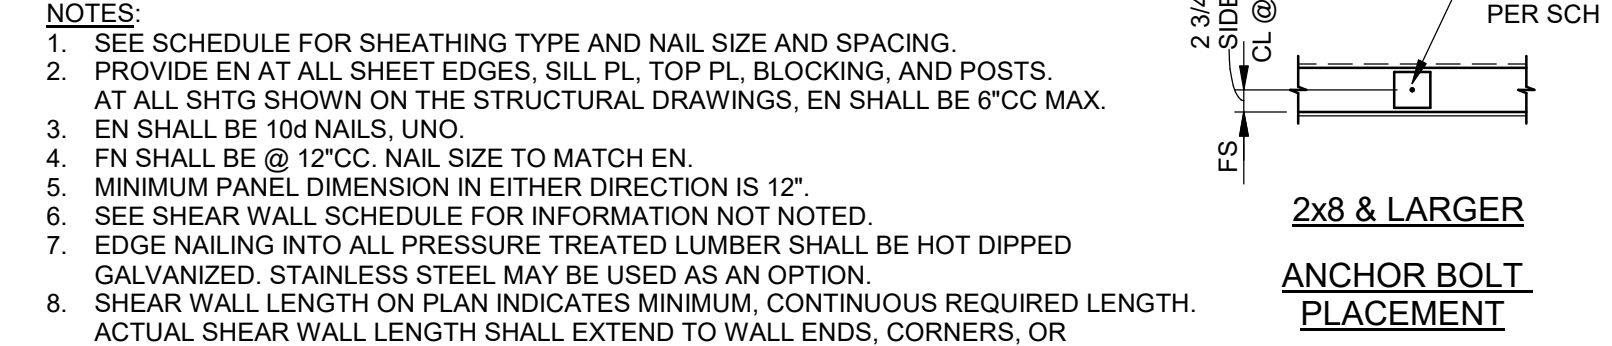 NOTES:
1. SEE SCHEDULE FOR SHEATHING TYPE AND NAIL SIZE AND SPACING.
2. PROVIDE EN AT ALL SHEET EDGES, SILL PL, TOP PL, BLOCKING, AND POSTS.
AT ALL SHTG SHOWN ON THE STRUCTURAL DRAWINGS, EN SHALL BE 6"CC MAX.
3. EN SHALL BE 10d NAILS, UNO.
4. FN SHALL BE @ 12"CC. NAIL SIZE TO MATCH EN.
5. MINIMUM PANEL DIMENSION IN EITHER DIRECTION IS 12".
6. SEE SHEAR WALL SCHEDULE FOR INFORMATION NOT NOTED.
7. EDGE NAILING INTO ALL PRESSURE TREATED LUMBER SHALL BE HOT DIPPED
GALVANIZED. STAINLESS STEEL MAY BE USED AS AN OPTION.
8. SHEAR WALL LENGTH ON PLAN INDICATES MINIMUM, CONTINUOUS REQUIRED LENGTH.
ACTUAL SHEAR WALL LENGTH SHALL EXTEND TO WALL ENDS, CORNERS, OR
2 3/4
SIDE
CL @
FS
PER SCH
2x8 & LARGER
ANCHOR BOLT
PLACEMENT